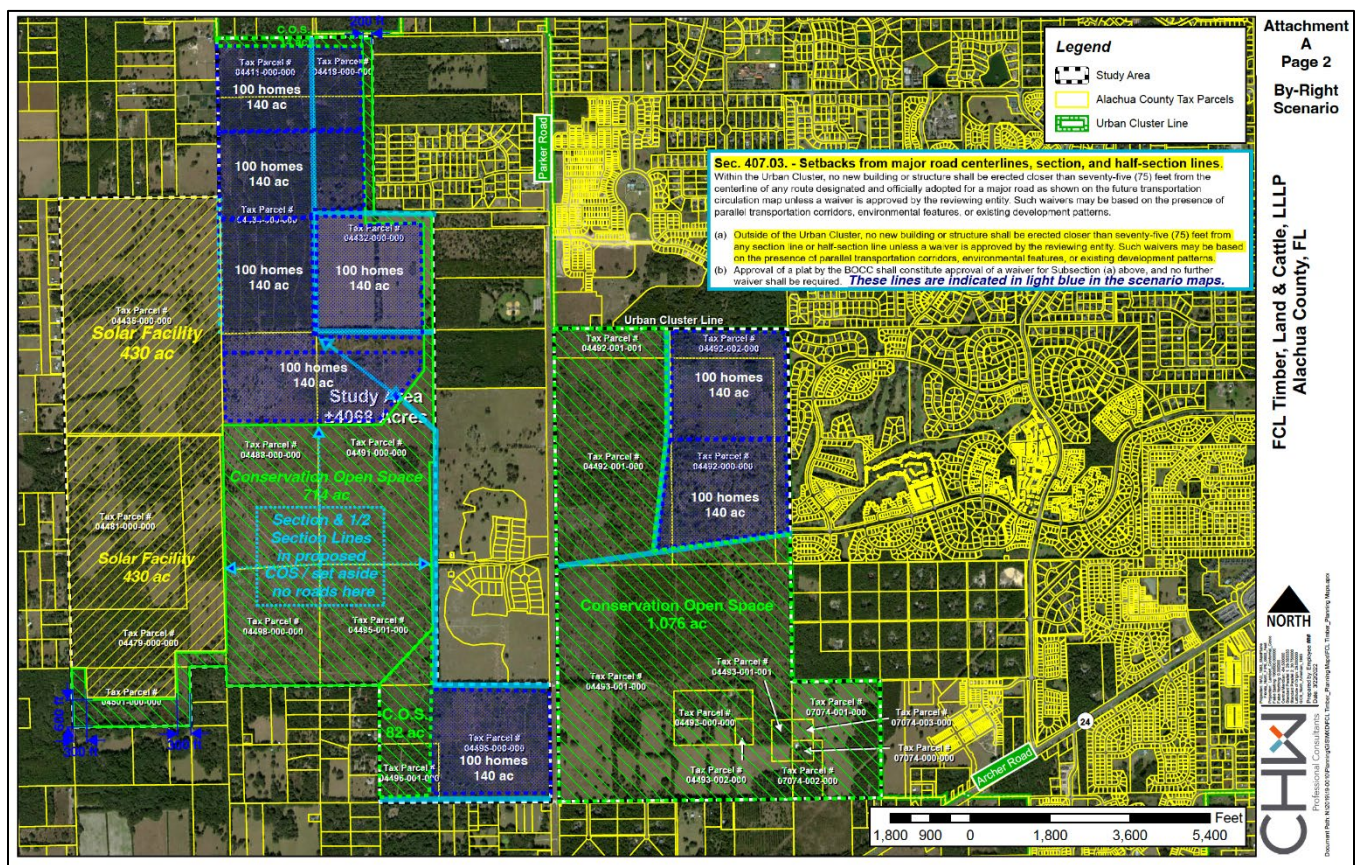 Attachment
A
Page 2
By-Right
Scenario
FCL Timber, Land & Cattle, LLLP
Alachua County, FL
Legend
Study Area
Alachua County Tax Parcels
Urban Cluster Line
Sec. 407.03. - Setbacks from major road centerlines, section, and half-section lines.
Within the Urban Cluster, no new building or structure shall be erected closer than seventy-five (75) feet from the
centerline of any route designated and officially adopted for a major road as shown on the future transportation
circulation map unless a waiver is approved by the reviewing entity. Such waivers may be based on the presence of
parallel transportation corridors, environmental features, or existing development patterns.
(a) Outside of the Urban Cluster, no new building or structure shall be erected closer than seventy-five (75) feet from
any section line or half-section line unless a waiver is approved by the reviewing entity. Such waivers may be based
on the presence of parallel transportation corridors, environmental features, or existing development patterns.
(b) Approval of a plat by the BOCC shall constitute approval of a waiver for Subsection (a) above, and no further
waiver shall be required. These lines are indicated in light blue in the scenario maps.
200 ft
C.O.S.
Tax Parcel #
04411-000-000
Tax Parcel #
04419-000-000
100 homes
140 ac
Parker Road
100 homes
140 ac
Tax Parcel #
Tax Parcel #
04432-000-000
100 homes
140 ac
100 homes
140 ac
Tax Parcel #
04436-000-000
Solar Facility
430 ac
Urban Cluster Line
Tax Parcel #
04492-001-001
Tax Parcel #
04492-002-000
100 homes
140 ac
100 homes
140 ac
Study Area
±4068 Acres
Tax Parcel #
04488-000-000
Tax Parcel #
04491-000-000
Tax Parcel #
04492-001-000
Tax Parcel #
04492-000-000
100 homes
140 ac
Conservation Open Space
714 ac
Section & 1/2
Section Lines
in proposed
COS / set aside
no roads here
Tax Parcel #
04481-000-000
Solar Facility
430 ac
Tax Parcel #
04498-000-000
Tax Parcel #
04495-001-000
Conservation Open Space
1,076 ac
Tax Parcel #
04479-000-000
Tax Parcel #
04493-001-001
Tax Parcel #
04493-001-000
Tax Parcel #
04501-000-000
Tax Parcel #
07074-001-000
Tax Parcel #
07074-003-000
Tax Parcel #
04493-000-000
C.O.S.
82 ac
Tax Parcel #
100 homes
140 ac
Tax Parcel #
07074-000-000
Tax Parcel #
04496-001-000
Tax Parcel #
04493-002-000
Tax Parcel #
07074-002-000
24
Archer Road
Feet
1,800 900 0 1,800 3,600 5,400
NORTH
CHW
Professional Consultants